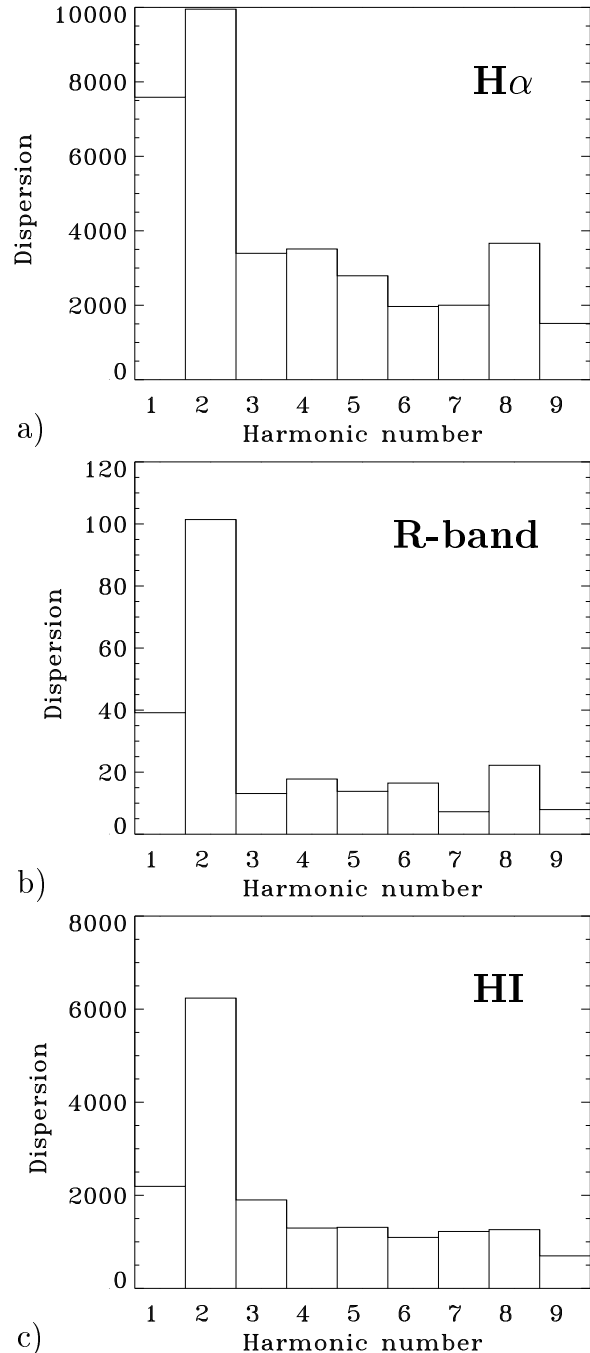 10000
8000
6000
4000
2000
0
Dispersion
Hα
1 2 3 4 5 6 7 8 9
Harmonic number
a)
120
100
80
60
40
20
0
Dispersion
R-band
1 2 3 4 5 6 7 8 9
Harmonic number
b)
8000
6000
4000
2000
0
Dispersion
HI
1 2 3 4 5 6 7 8 9
Harmonic number
c)